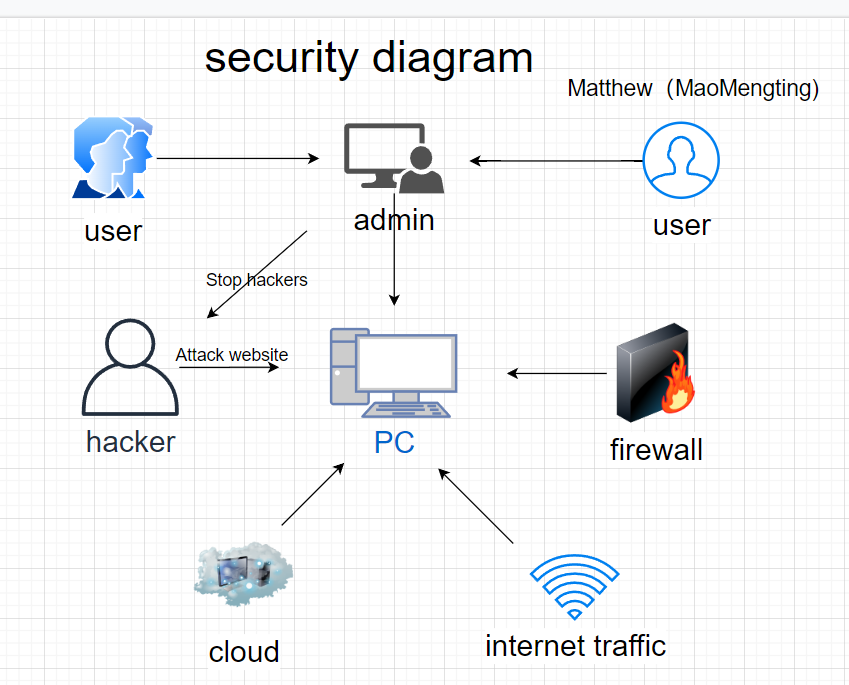 security diagram
Matthew（MaoMengting)
user
admin
user
Stop hackers
Attack website
hacker
PC
firewall
cloud
internet traffic